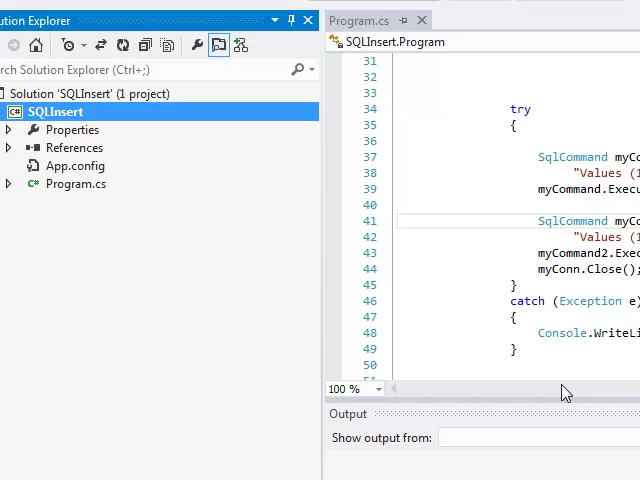 ution Explorer
rch Solution Explorer (Ctrl+;)
Solution 'SQLInsert' (1 project)
C# SQLInsert
Properties
References
App.config
C# Program.cs
Program.cs
SQLInsert.Program
31
32
33
34 try
35 {
36
37 SqlCommand myCo
38 "Values (1
39 myCommand.Execu
40
41 SqlCommand myCo
42 "Values (1
43 myCommand2.Exec
44 myConn.Close();
45 }
46 catch (Exception e)
47 {
48 Console.WriteLi
49 }
50
100 %
Output
Show output from: